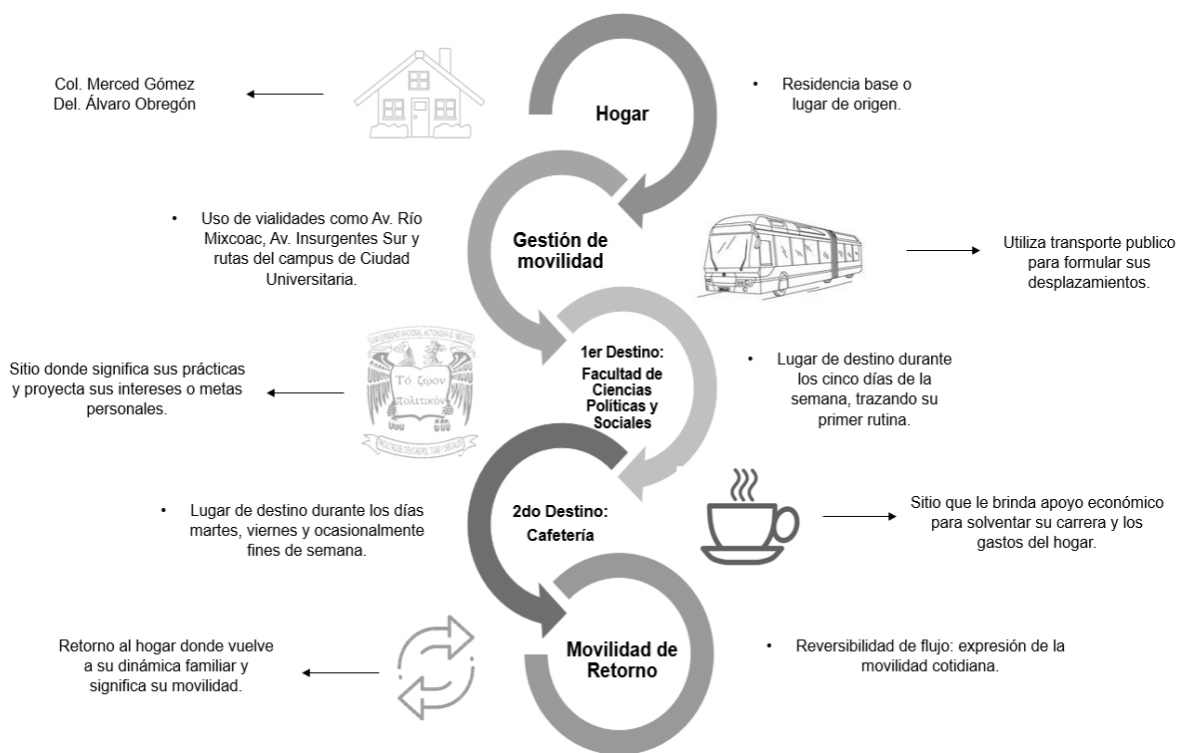 Col. Merced Gómez
Del. Álvaro Obregón
Hogar
• Residencia base o
lugar de origen.
• Uso de vialidades como Av. Río
Mixcoac, Av. Insurgentes Sur y
rutas del campus de Ciudad
Universitaria.
Gestión de
movilidad
Utiliza transporte publico
para formular sus
desplazamientos.
Sitio donde significa sus prácticas
y proyecta sus intereses o metas
personales.
Τό ζῷον
πολιτικόν
1er Destino:
Facultad de
Ciencias
Políticas y
Sociales
• Lugar de destino durante
los cinco días de la
semana, trazando su
primer rutina.
• Lugar de destino durante los días
martes, viernes y ocasionalmente
fines de semana.
2do Destino:
Cafetería
Sitio que le brinda apoyo económico
para solventar su carrera y los
gastos del hogar.
Retorno al hogar donde vuelve
a su dinámica familiar y
significa su movilidad.
Movilidad de
Retorno
• Reversibilidad de flujo: expresión de la
movilidad cotidiana.